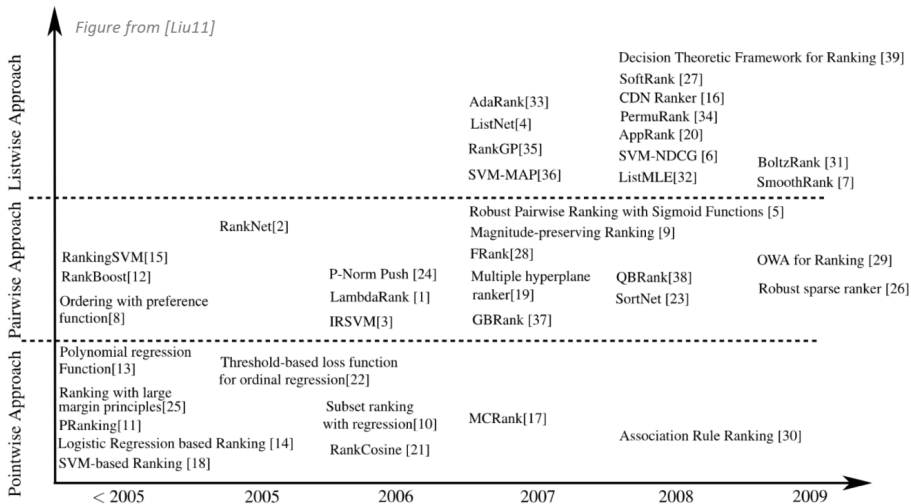 Figure from [Liu11]
Listwise Approach
Decision Theoretic Framework for Ranking [39]
SoftRank [27]
AdaRank[33]
CDN Ranker [16]
ListNet[4]
PermuRank [34]
AppRank [20]
RankGP[35]
SVM-NDCG [6]
BoltzRank [31]
SVM-MAP[36]
ListMLE[32]
SmoothRank [7]
Pairwise Approach
RankNet[2]
Robust Pairwise Ranking with Sigmoid Functions [5]
Magnitude-preserving Ranking [9]
RankingSVM[15]
FRank[28]
OWA for Ranking [29]
RankBoost[12]
P-Norm Push [24]
Multiple hyperplane
ranker[19]
QBRank[38]
Robust sparse ranker [26]
Ordering with preference
function[8]
LambdaRank [1]
SortNet [23]
IRSVM[3]
GBRank [37]
Pointwise Approach
Polynomial regression
Function[13]
Threshold-based loss function
for ordinal regression[22]
Ranking with large
margin principles[25]
Subset ranking
with regression[10]
MCRank[17]
PRanking[11]
Association Rule Ranking [30]
Logistic Regression based Ranking [14]
RankCosine [21]
SVM-based Ranking [18]
< 2005
2005
2006
2007
2008
2009